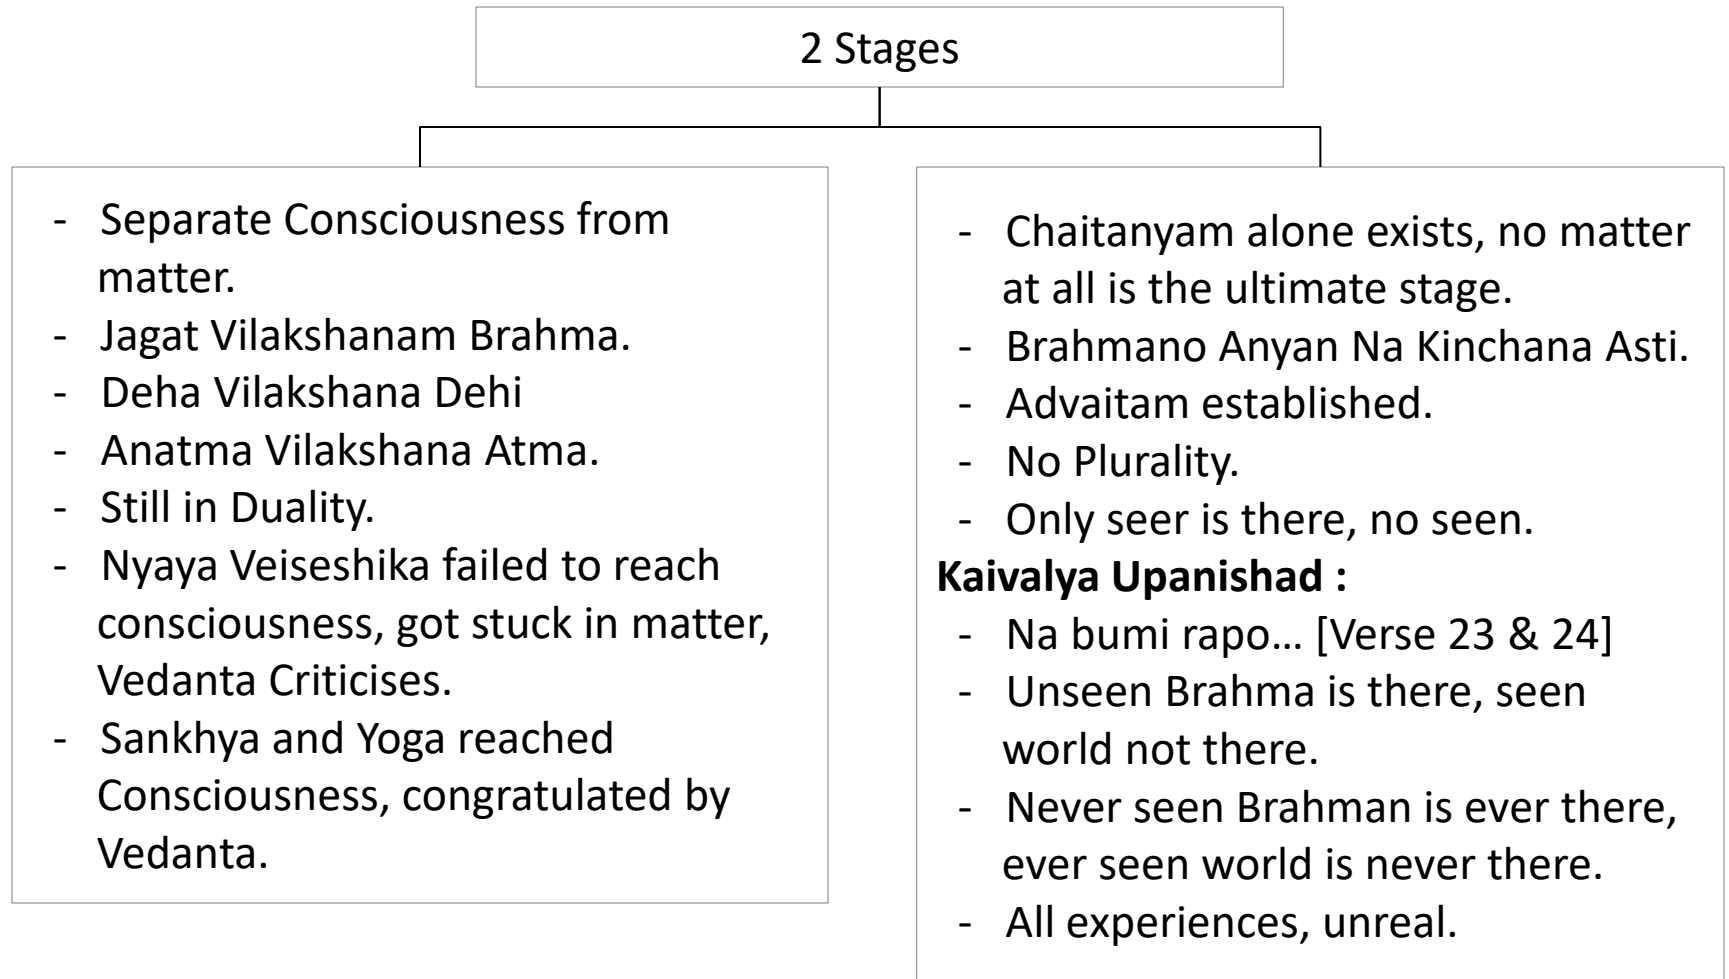 2 Stages
- Separate Consciousness from
matter.
- Jagat Vilakshanam Brahma.
- Deha Vilakshana Dehi
- Anatma Vilakshana Atma.
- Still in Duality.
- Nyaya Veiseshika failed to reach
consciousness, got stuck in matter,
Vedanta Criticises.
- Sankhya and Yoga reached
Consciousness, congratulated by
Vedanta.
- Chaitanyam alone exists, no matter
at all is the ultimate stage.
- Brahmano Anyan Na Kinchana Asti.
- Advaitam established.
- No Plurality.
- Only seer is there, no seen.
Kaivalya Upanishad :
- Na bumi rapo… [Verse 23 & 24]
- Unseen Brahma is there, seen
world not there.
- Never seen Brahman is ever there,
ever seen world is never there.
- All experiences, unreal.